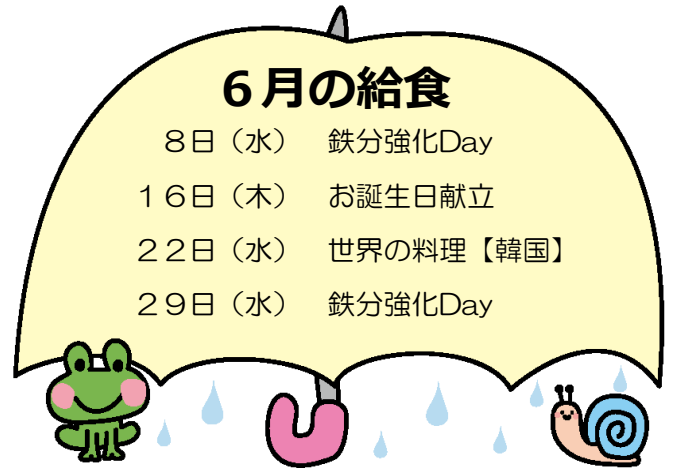 ６月の給食
８日（水）　鉄分強化Day
１６日（木）　お誕生日献立
２２日（水）　世界の料理【韓国】
２９日（水）　鉄分強化Day